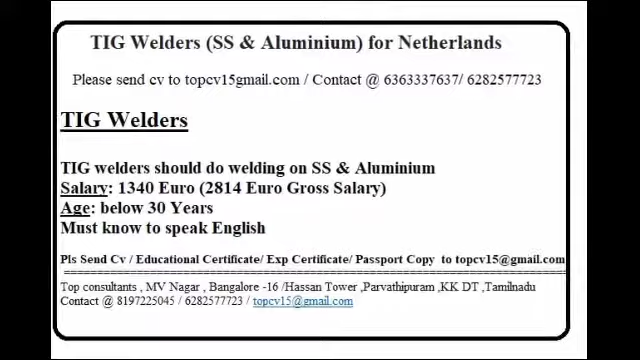 TIG Welders (SS & Aluminium) for Netherlands
Please send cv to topcv15gmail.com / Contact @ 6363337637/ 6282577723
TIG Welders
TIG welders should do welding on SS & Aluminium
Salary: 1340 Euro (2814 Euro Gross Salary)
Age: below 30 Years
Must know to speak English
Pls Send Cv / Educational Certificate/ Exp Certificate/ Passport Copy to topcv15@gmail.com
Top consultants , MV Nagar , Bangalore -16 /Hassan Tower ,Parvathipuram ,KK DT ,Tamilnadu
Contact @ 8197225045 / 6282577723 / topcv15@gmail.com